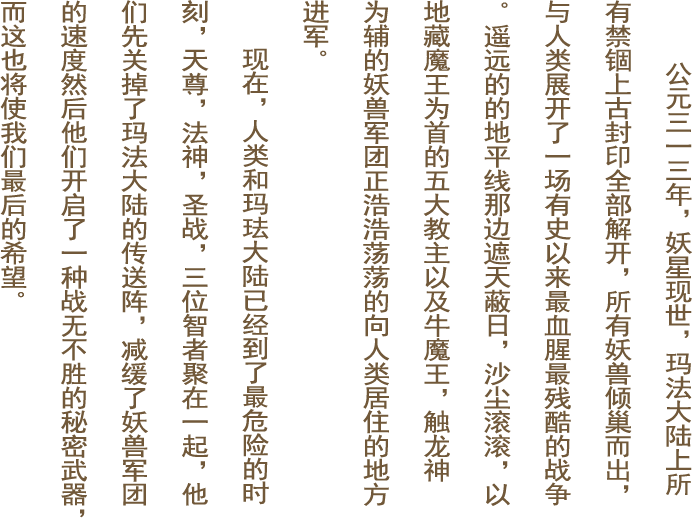 公元三一三年，妖星现世，玛法大陆上所
有禁锢上古封印全部解开，所有妖兽倾巢而出，
与人类展开了一场有史以来最血腥最残酷的战争
。遥远的的地平线那边遮天蔽日，沙尘滚滚，以
地藏魔王为首的五大教主以及牛魔王，触龙神
为辅的妖兽军团正浩浩荡荡的向人类居住的地方
进军。
现在，人类和玛珐大陆已经到了最危险的时
刻，天尊，法神，圣战，三位智者聚在一起，他
们先关掉了玛法大陆的传送阵，减缓了妖兽军团
的速度然后他们开启了一种战无不胜的秘密武器，
而这也将使我们最后的希望。